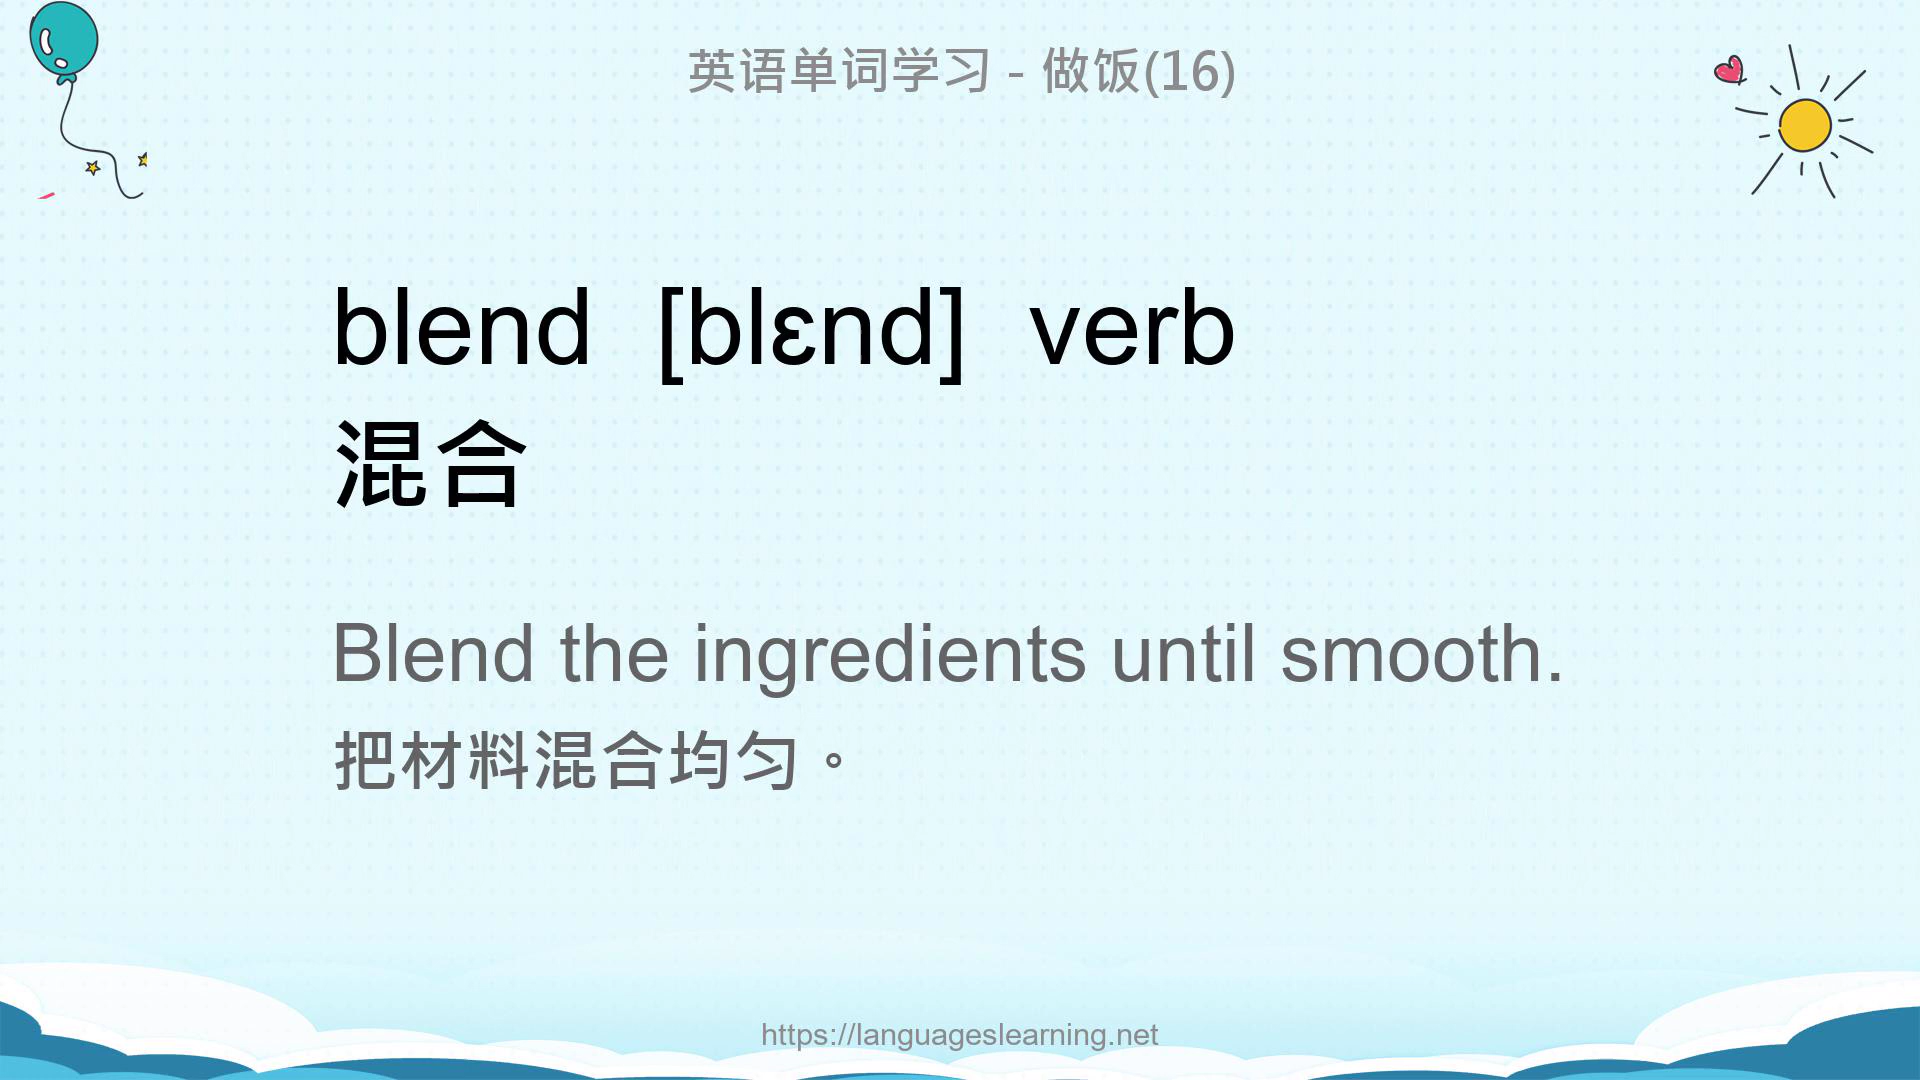 英语单词学习 - 做饭(16)
blend [blɛnd] verb
混合
Blend the ingredients until smooth.
把材料混合均匀。
https://languageslearning.net